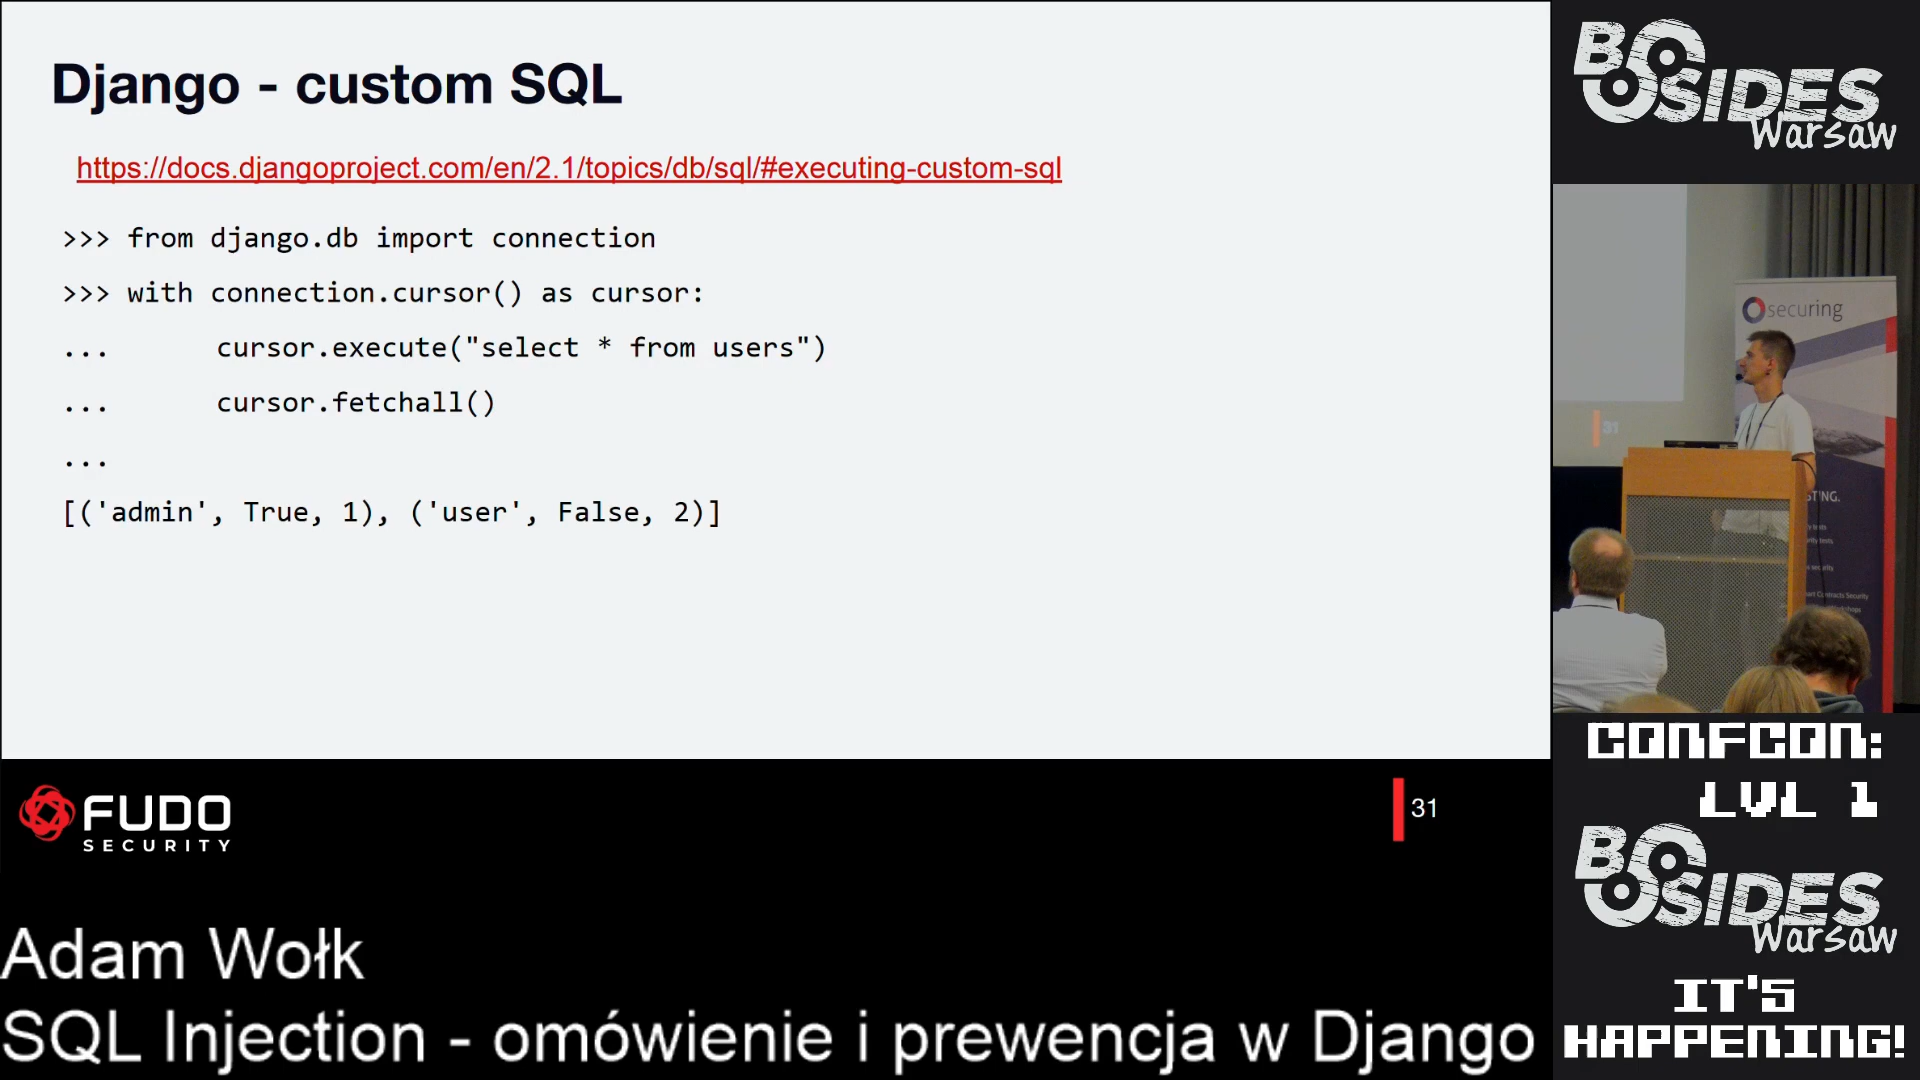 Django - custom SQL
https://docs.djangoproject.com/en/2.1/topics/db/sql/#executing-custom-sql
>>> from django.db import connection
>>> with connection.cursor() as cursor:
... cursor.execute("select * from users")
... cursor.fetchall()
...
[('admin', True, 1), ('user', False, 2)]
FUDO
SECURITY
31
Adam Wołk
SQL Injection - omówienie i prewencja w Django
BSIDES
Warsaw
securing
31
CONFCON:
LVL 1
BSIDES
Warsaw
IT'S
HAPPENING!